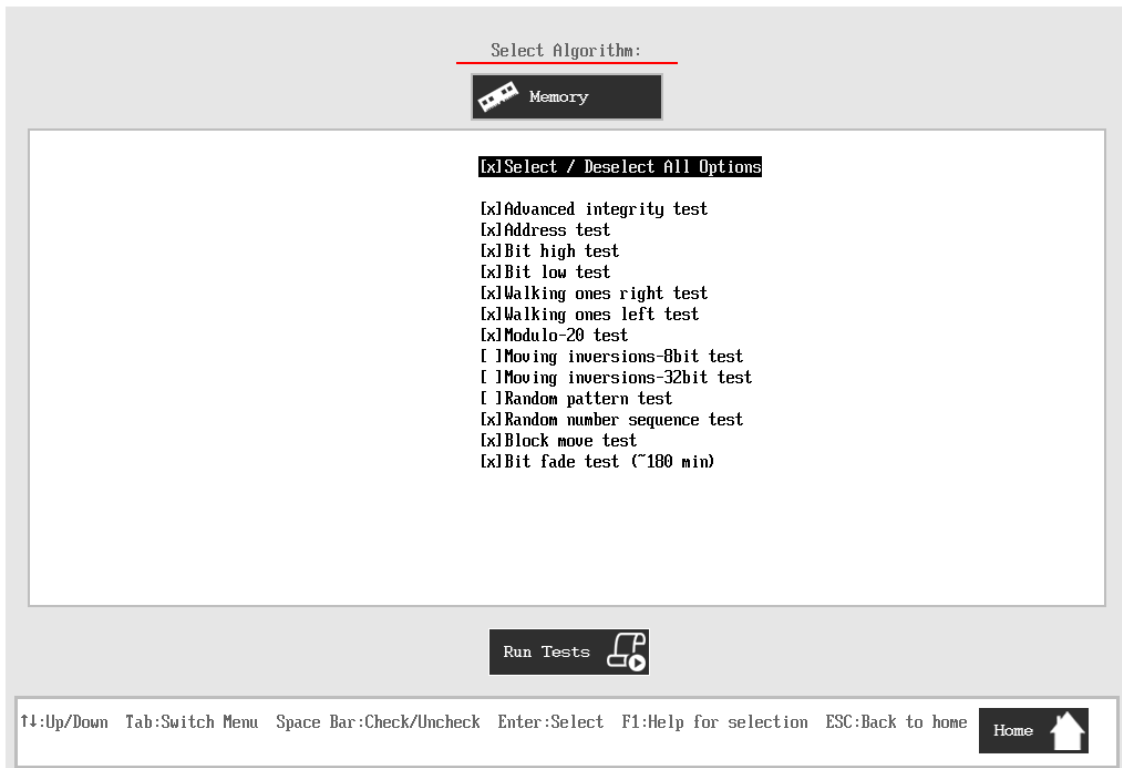 Select Algorithm:
Memory
[x]Select / Deselect All Options
[x]Advanced integrity test
[x]Address test
[x]Bit high test
[x]Bit low test
[x]Walking ones right test
[x]Walking ones left test
[x]Modulo-20 test
[ ]Moving inversions-8bit test
[ ]Moving inversions-32bit test
[ ]Random pattern test
[x]Random number sequence test
[x]Block move test
[x]Bit fade test (~180 min)
Run Tests
↑↓:Up/Down Tab:Switch Menu Space Bar:Check/Uncheck Enter:Select F1:Help for selection ESC:Back to home Home